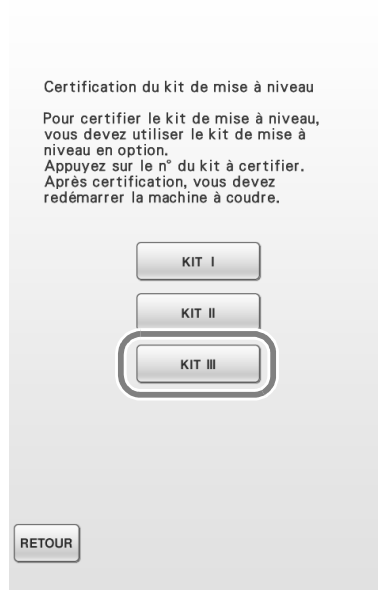 Certification du kit de mise à niveau
Pour certifier le kit de mise à niveau,
vous devez utiliser le kit de mise à
niveau en option.
Appuyez sur le n° du kit à certifier.
Après certification, vous devez
redémarrer la machine à coudre.
KIT I
KIT II
KIT III
RETOUR